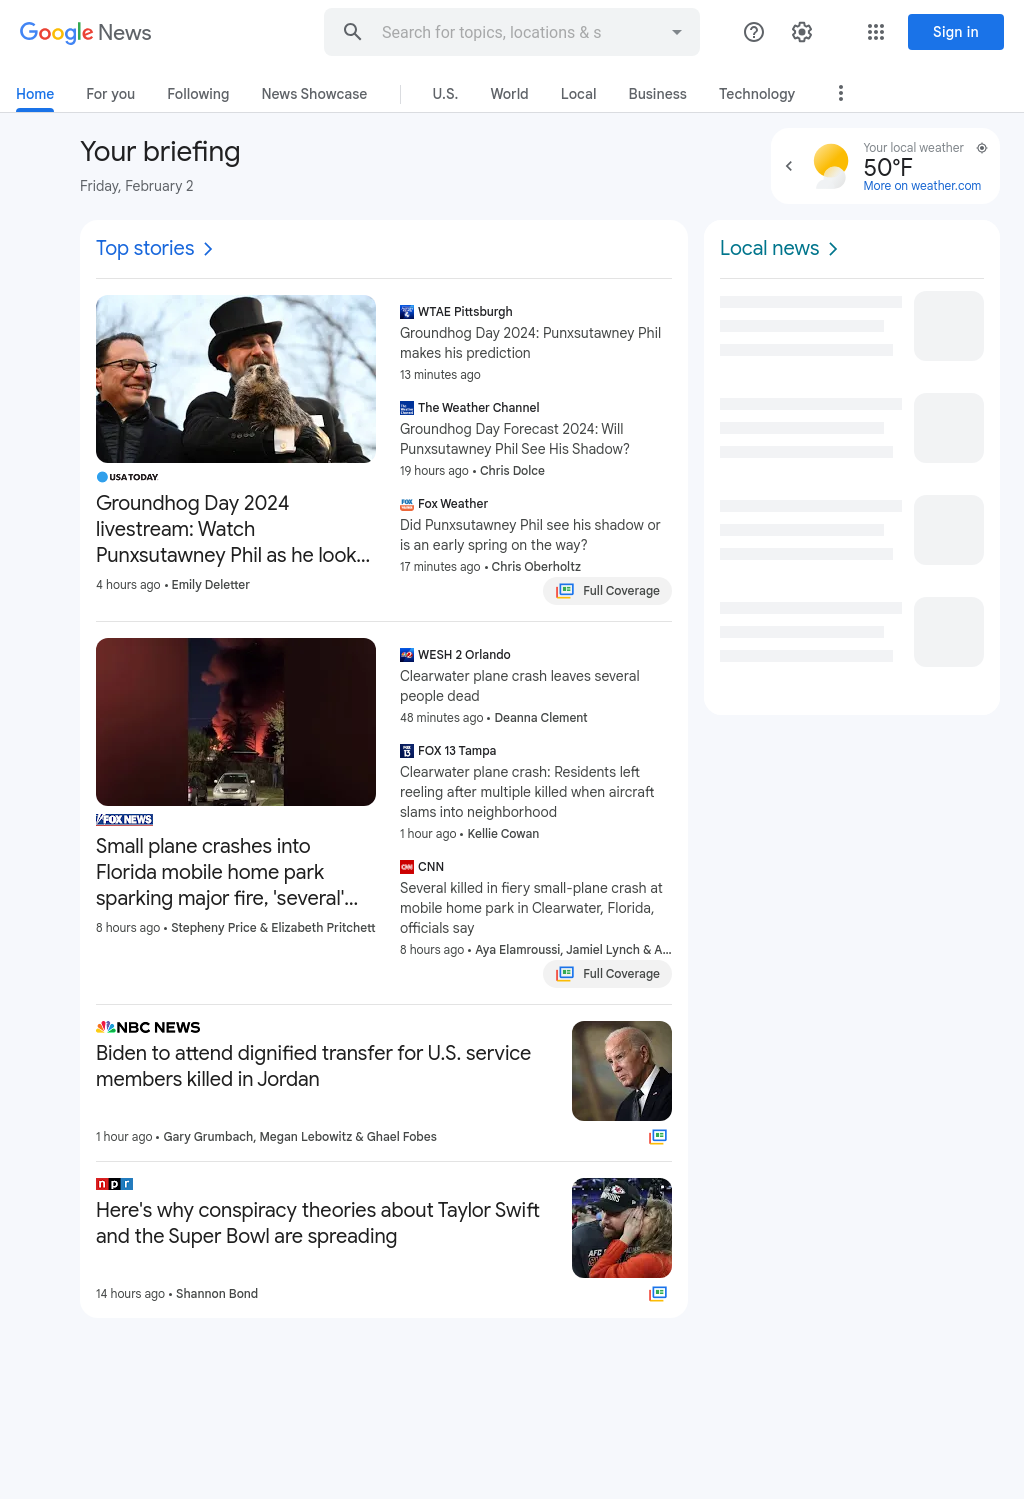 Google News
Search for topics, locations & s
Sign in
Home
For you
Following
News Showcase
U.S.
World
Local
Business
Technology
Your briefing
Friday, February 2
Your local weather
50°F
More on weather.com
Top stories
USA TODAY
Groundhog Day 2024
livestream: Watch
Punxsutawney Phil as he look...
4 hours ago • Emily Deletter
WTAE Pittsburgh
Groundhog Day 2024: Punxsutawney Phil
makes his prediction
13 minutes ago
The Weather Channel
Groundhog Day Forecast 2024: Will
Punxsutawney Phil See His Shadow?
19 hours ago • Chris Dolce
Fox Weather
Did Punxsutawney Phil see his shadow or
is an early spring on the way?
17 minutes ago • Chris Oberholtz
Full Coverage
FOX NEWS
Small plane crashes into
Florida mobile home park
sparking major fire, 'several'...
8 hours ago • Stepheny Price & Elizabeth Pritchett
WESH 2 Orlando
Clearwater plane crash leaves several
people dead
48 minutes ago • Deanna Clement
FOX 13 Tampa
Clearwater plane crash: Residents left
reeling after multiple killed when aircraft
slams into neighborhood
1 hour ago • Kellie Cowan
CNN
Several killed in fiery small-plane crash at
mobile home park in Clearwater, Florida,
officials say
8 hours ago • Aya Elamroussi, Jamiel Lynch & A...
Full Coverage
NBC NEWS
Biden to attend dignified transfer for U.S. service
members killed in Jordan
1 hour ago • Gary Grumbach, Megan Lebowitz & Ghael Fobes
npr
Here's why conspiracy theories about Taylor Swift
and the Super Bowl are spreading
14 hours ago • Shannon Bond
Local news